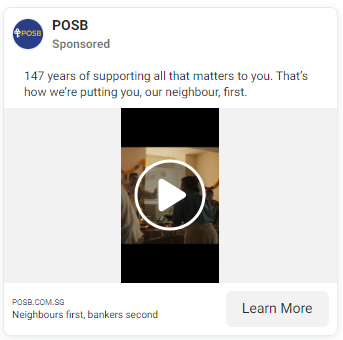 POSB
POSB
Sponsored
147 years of supporting all that matters to you. That's
how we're putting you, our neighbour, first.
POSB.COM.SG
Neighbours first, bankers second
Learn More